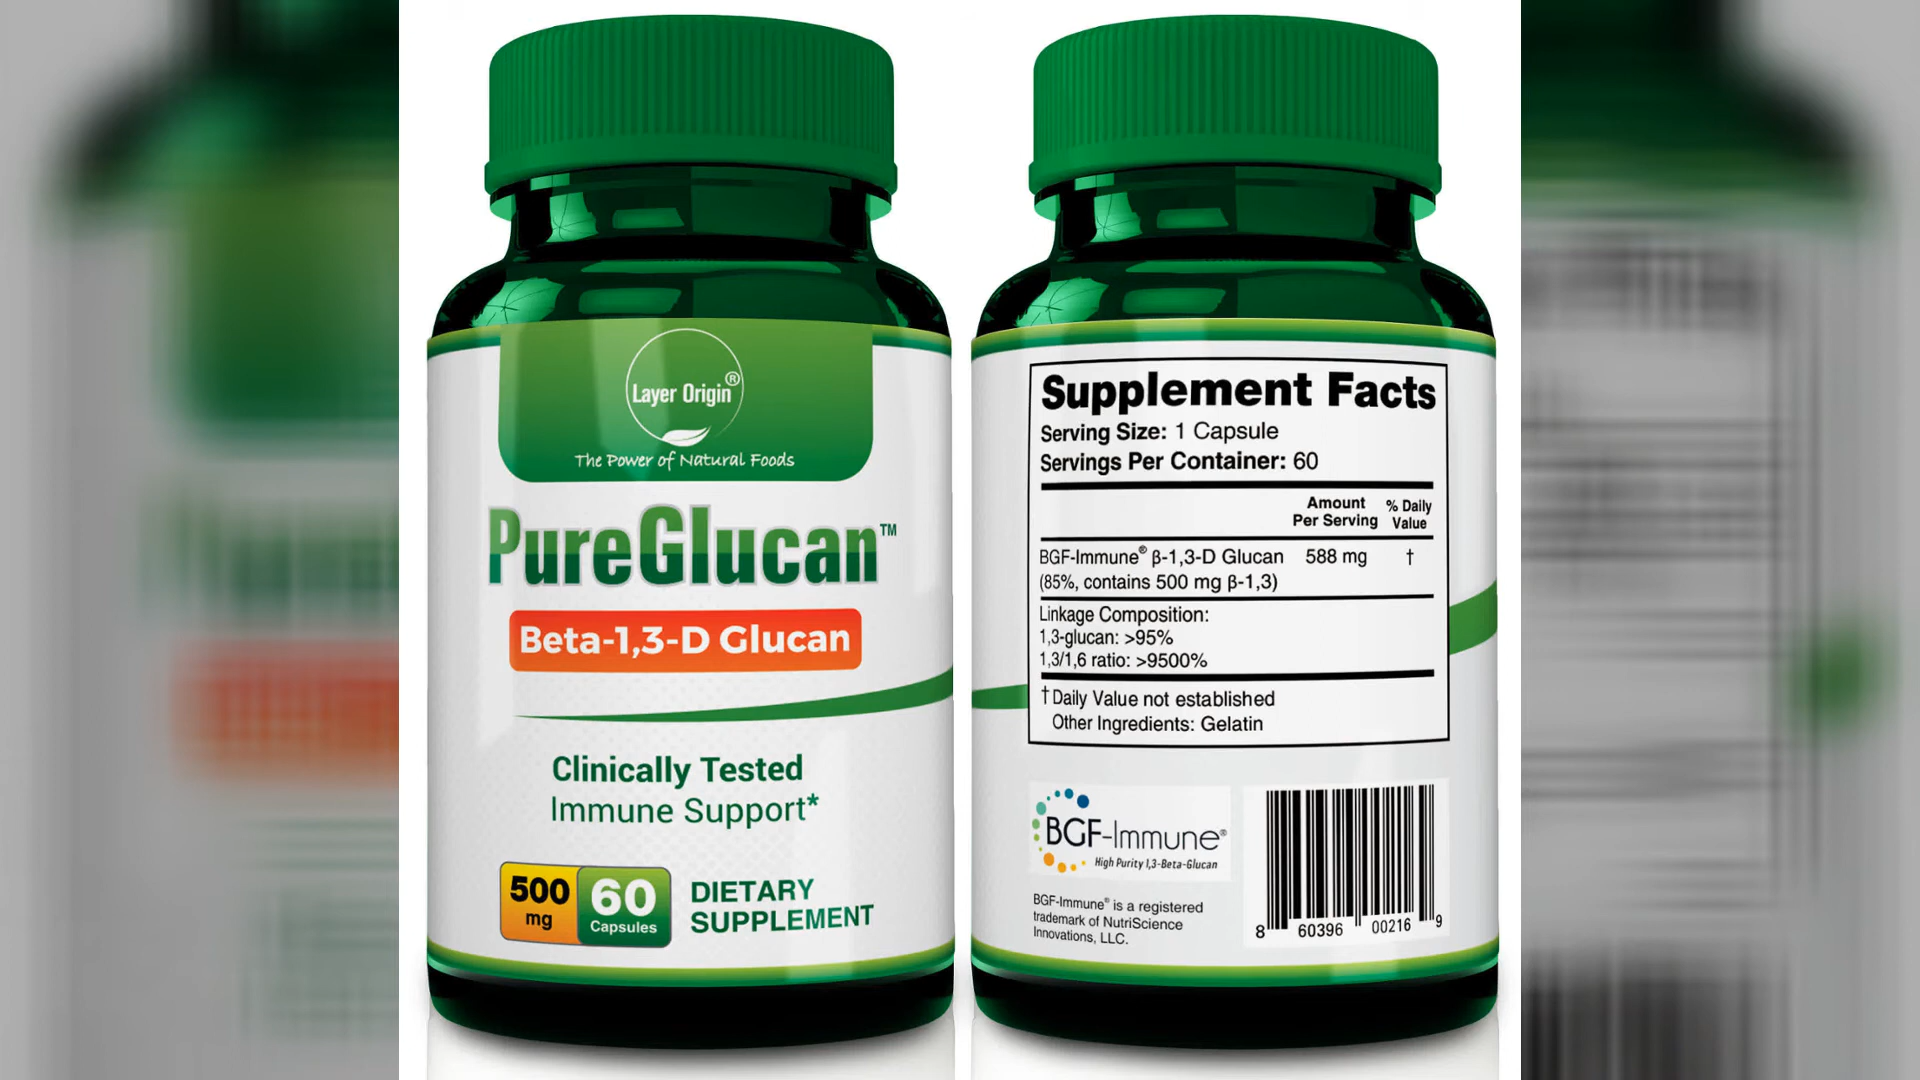 Layer Origin®
The Power of Natural Foods
PureGlucan™
Beta-1,3-D Glucan
Clinically Tested
Immune Support*
500 mg
60 Capsules
DIETARY
SUPPLEMENT
Supplement Facts
Serving Size: 1 Capsule
Servings Per Container: 60
Amount Per Serving
% Daily Value
BGF-Immune® β-1,3-D Glucan 588 mg †
(85%, contains 500 mg β-1,3)
Linkage Composition:
1,3-glucan: >95%
1,3/1,6 ratio: >9500%
† Daily Value not established
Other Ingredients: Gelatin
BGF-Immune®
High Purity 1,3-Beta-Glucan
BGF-Immune® is a registered
trademark of NutriScience
Innovations, LLC.
8 60396 00216 9